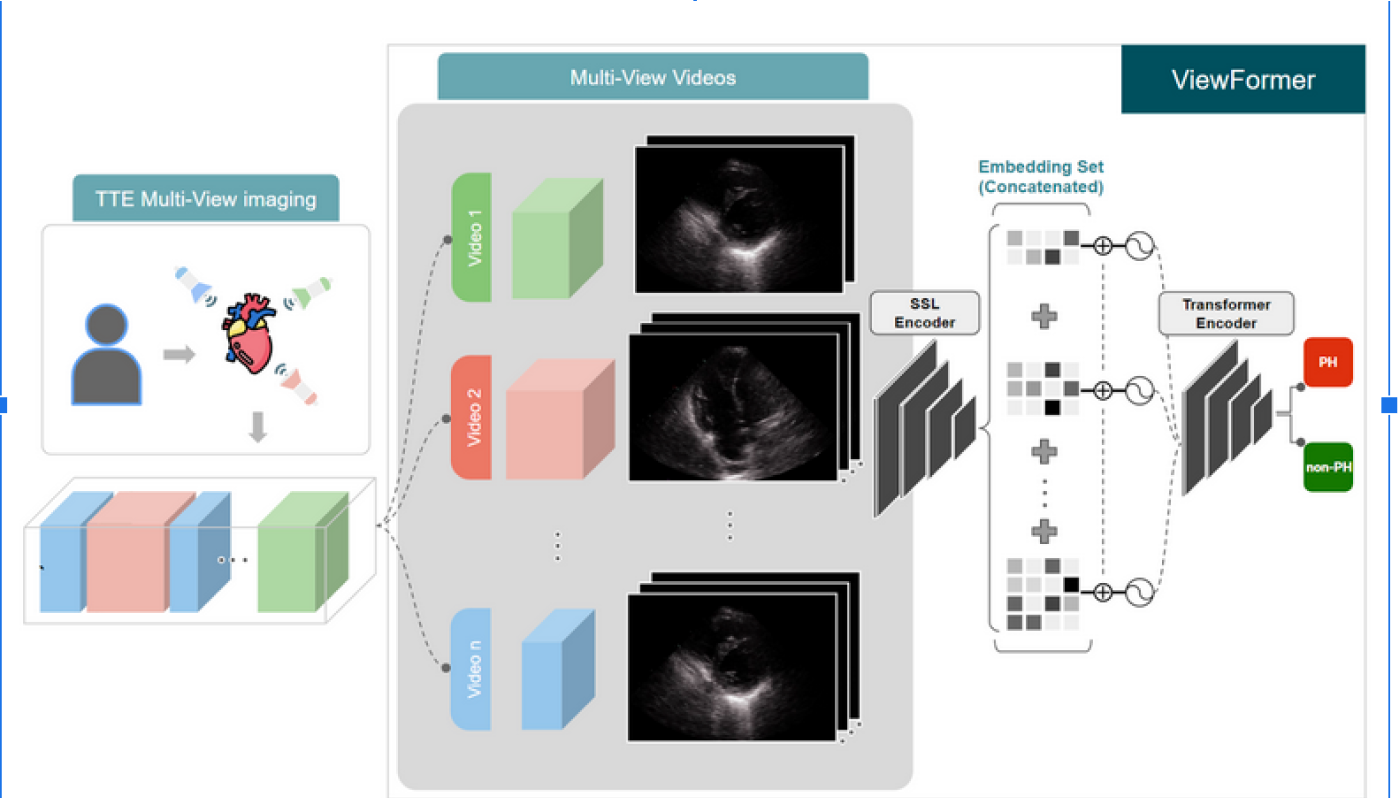 Multi-View Videos
ViewFormer
TTE Multi-View imaging
Embedding Set
(Concatenated)
Video 1
SSL
Encoder
Transformer
Encoder
PH
Video 2
non-PH
Video n